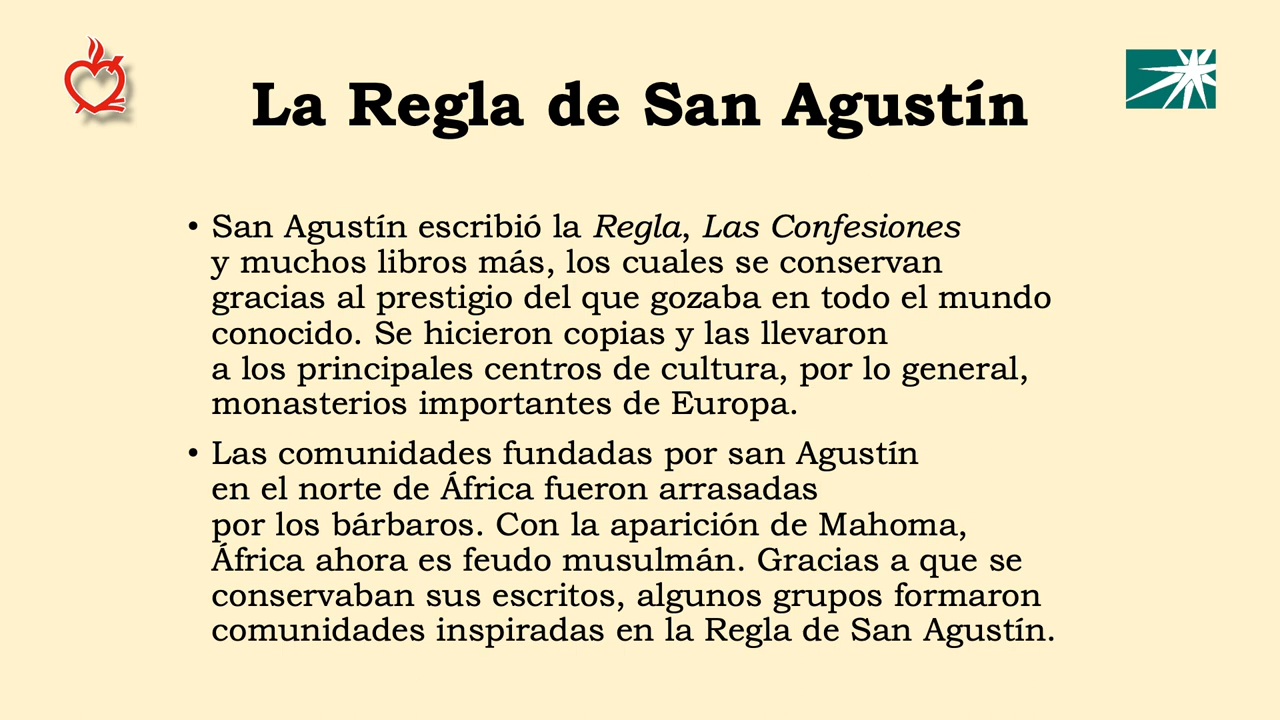 La Regla de San Agustín
• San Agustín escribió la Regla, Las Confesiones
y muchos libros más, los cuales se conservan
gracias al prestigio del que gozaba en todo el mundo
conocido. Se hicieron copias y las llevaron
a los principales centros de cultura, por lo general,
monasterios importantes de Europa.
• Las comunidades fundadas por san Agustín
en el norte de África fueron arrasadas
por los bárbaros. Con la aparición de Mahoma,
África ahora es feudo musulmán. Gracias a que se
conservaban sus escritos, algunos grupos formaron
comunidades inspiradas en la Regla de San Agustín.